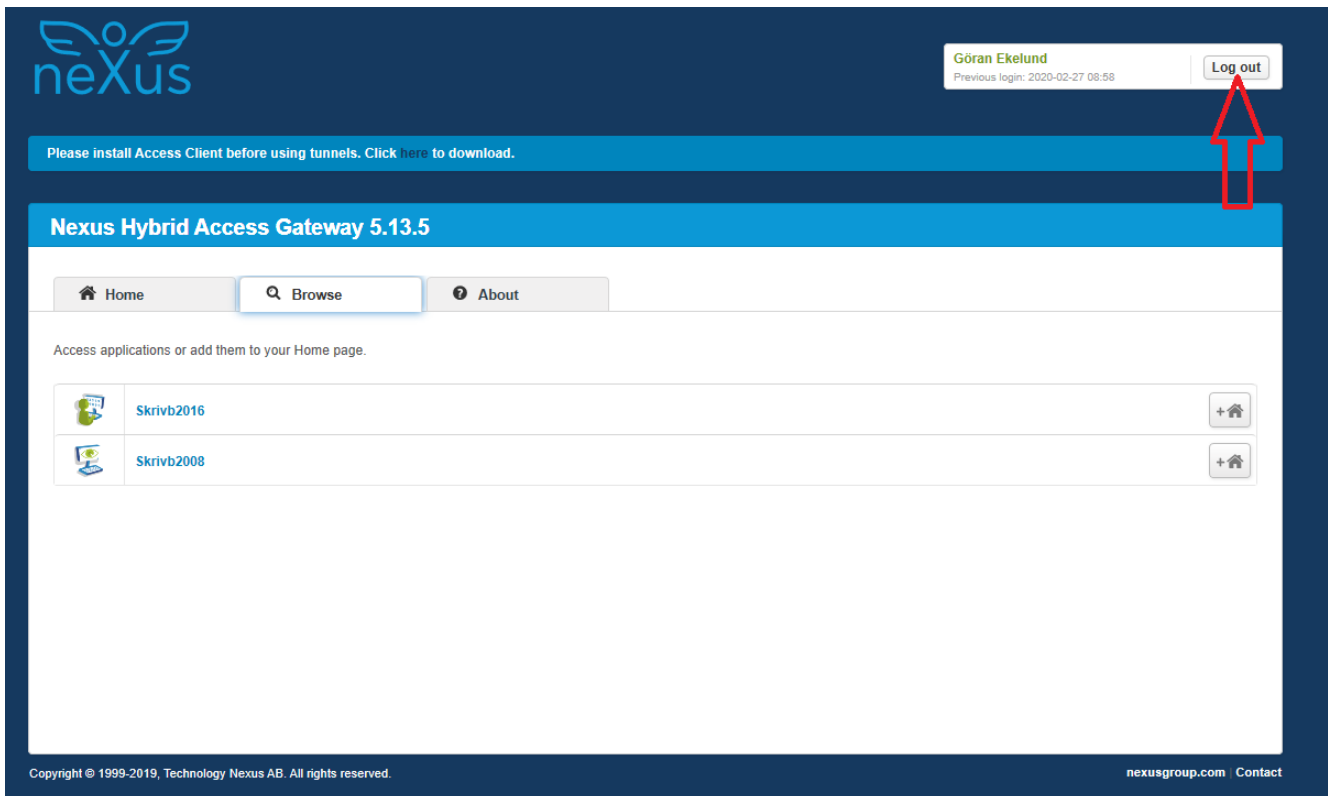 neXus
Göran Ekelund
Previous login: 2020-02-27 08:58
Log out
Please install Access Client before using tunnels. Click here to download.
Nexus Hybrid Access Gateway 5.13.5
Home
Browse
About
Access applications or add them to your Home page.
Skrivb2016
+
Skrivb2008
+
Copyright © 1999-2019, Technology Nexus AB. All rights reserved.
nexusgroup.com | Contact